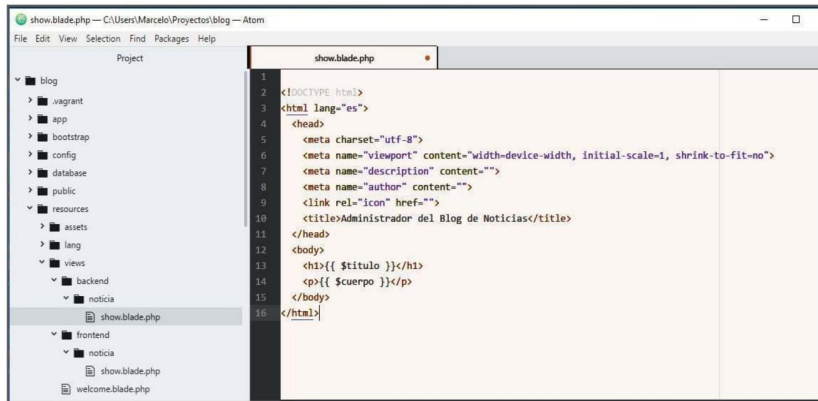 show.blade.php — C:\Users\Marcelo\Proyectos\blog — Atom
File Edit View Selection Find Packages Help
Project
blog
.vagrant
app
bootstrap
config
database
public
resources
assets
lang
views
backend
noticia
show.blade.php
frontend
noticia
show.blade.php
welcome.blade.php
show.blade.php
1
2 <!DOCTYPE html>
3 <html lang="es">
4 <head>
5 <meta charset="utf-8">
6 <meta name="viewport" content="width=device-width, initial-scale=1, shrink-to-fit=no">
7 <meta name="description" content="">
8 <meta name="author" content="">
9 <link rel="icon" href="">
10 <title>Administrador del Blog de Noticias</title>
11 </head>
12 <body>
13 <h1>{{ $titulo }}</h1>
14 <p>{{ $cuerpo }}</p>
15 </body>
16 </html>